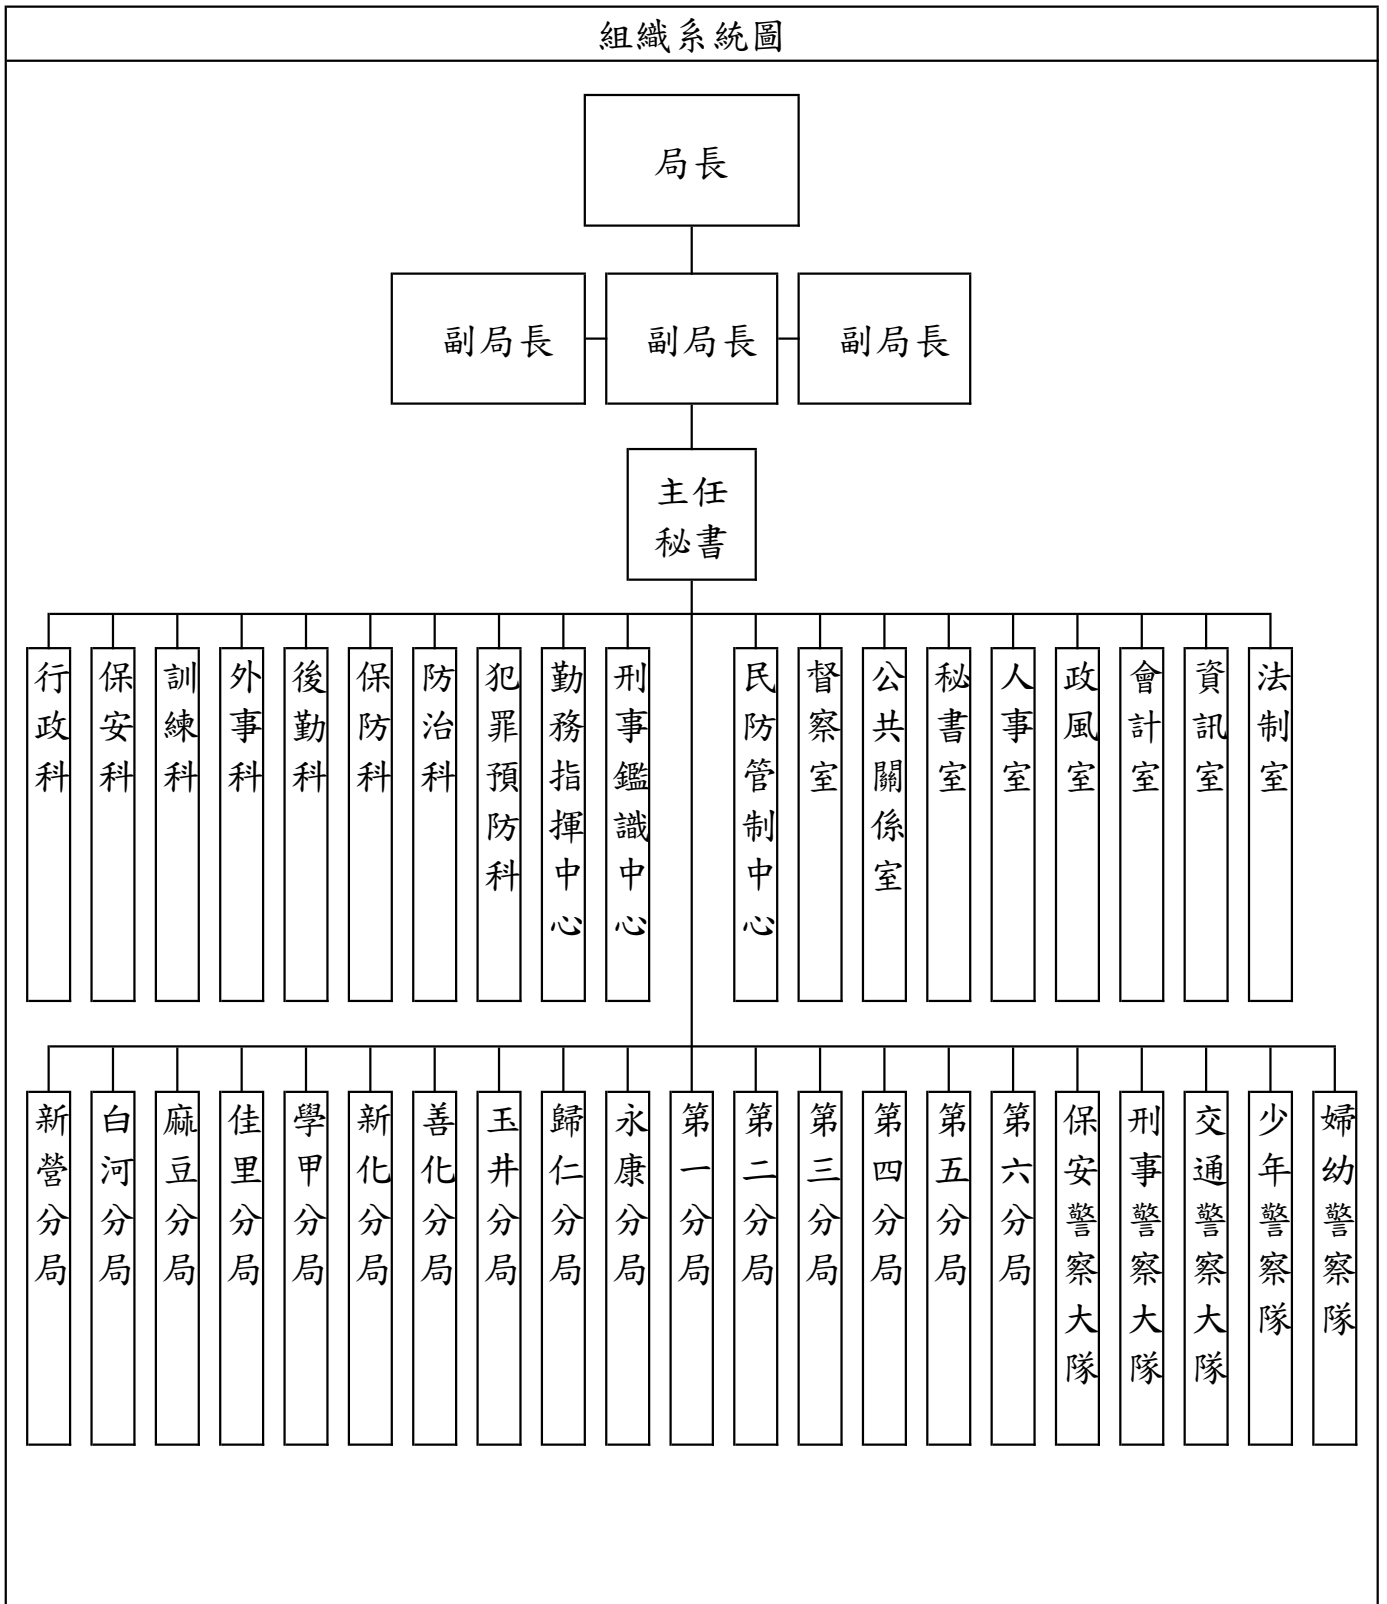 組織系統圖
局長
副局長
副局長
副局長
主任
秘書
行政科
保安科
訓練科
外事科
後勤科
保防科
防治科
犯罪預防科
勤務指揮中心
刑事鑑識中心
民防管制中心
督察室
公共關係室
秘書室
人事室
政風室
會計室
資訊室
法制室
新營分局
白河分局
麻豆分局
佳里分局
學甲分局
新化分局
善化分局
玉井分局
歸仁分局
永康分局
第一分局
第二分局
第三分局
第四分局
第五分局
第六分局
保安警察大隊
刑事警察大隊
交通警察大隊
少年警察隊
婦幼警察隊